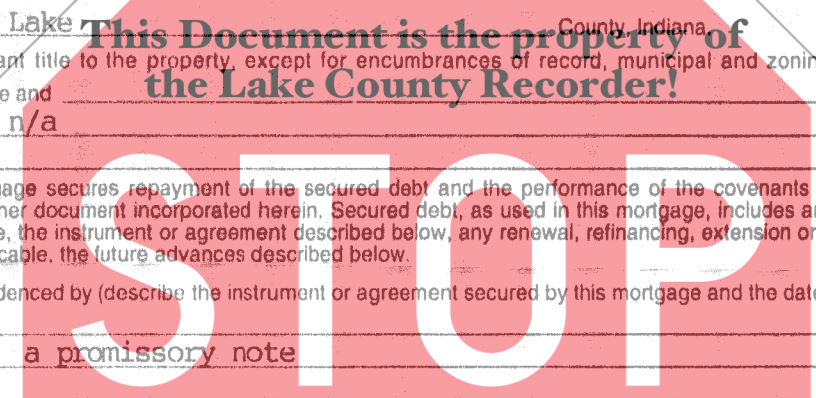 Lake County, Indiana,
This Document is the property of
ant title to the property, except for encumbrances of record, municipal and zonin
the Lake County Recorder!
e and
n/a
STOP
gage secures repayment of the secured debt and the performance of the covenants
her document incorporated herein. Secured debt, as used in this mortgage, includes a
e, the instrument or agreement described below, any renewal, refinancing, extension or
cable, the future advances described below.
denced by (describe the instrument or agreement secured by this mortgage and the date
a promissory note